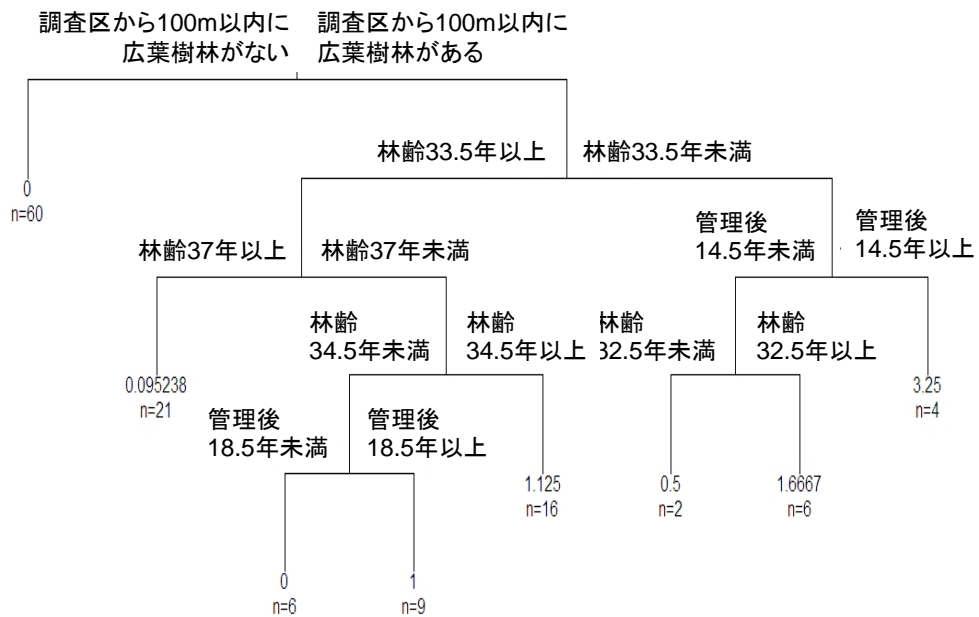 調査区から100m以内に
広葉樹林がない
調査区から100m以内に
広葉樹林がある
林齢33.5年以上
林齢33.5年未満
0
n=60
林齢37年以上
林齢37年未満
管理後
14.5年未満
管理後
14.5年以上
林齢
34.5年未満
林齢
34.5年以上
林齢
32.5年未満
林齢
32.5年以上
0.095238
n=21
3.25
n=4
管理後
18.5年未満
管理後
18.5年以上
1.125
n=16
0.5
n=2
1.6667
n=6
0
n=6
1
n=9